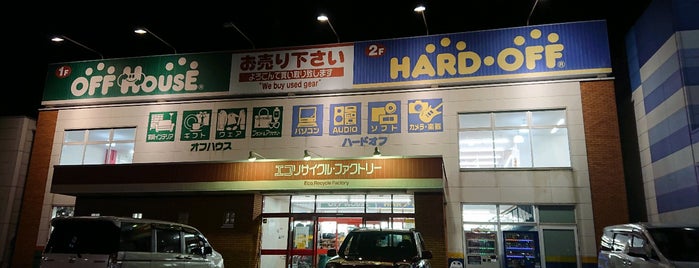 1F
OFF HOUSE®
お売り下さい
よろこんで買い取り致します
"We buy used gear"
2F
HARD·OFF®
ギフト
ウェア
パソコン
AUDIO
ソフト
カメラ・楽器
オフハウス
ハードオフ
エコリサイクル・ファクトリー
Eco Recycle Factory